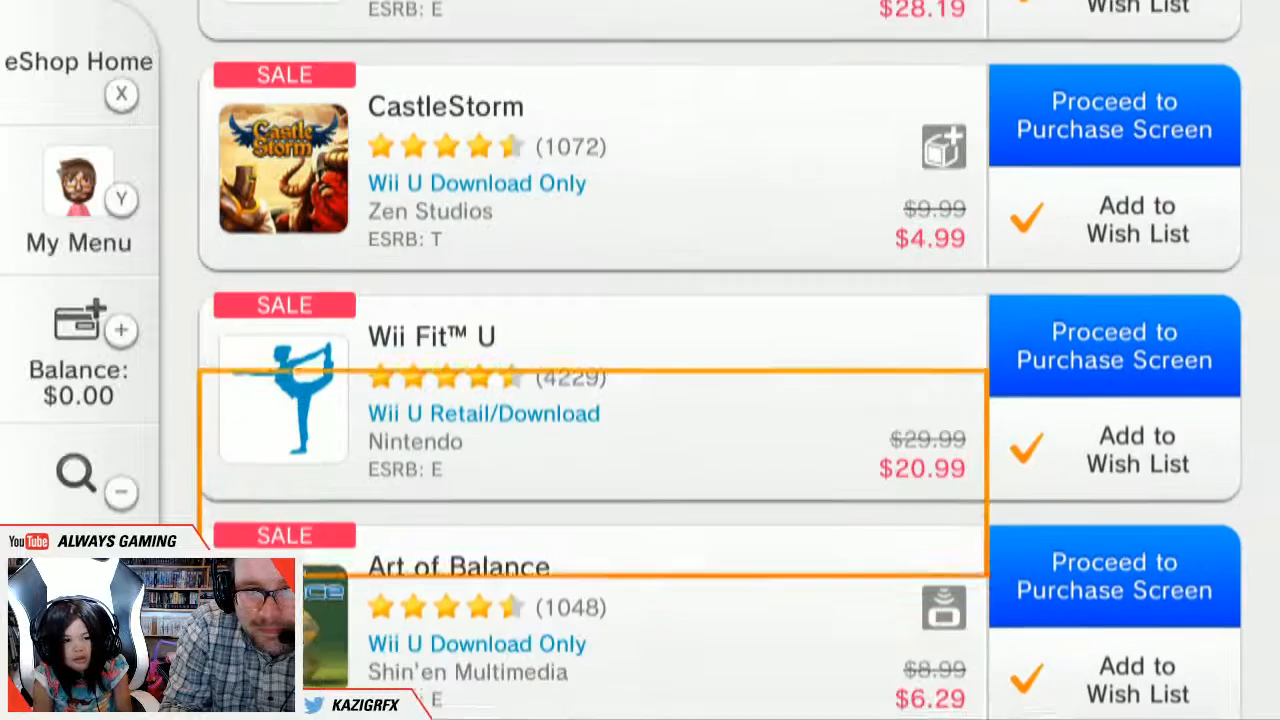 ESRB: E
$28.19
Wish List
eShop Home
X
Y
My Menu
+
Balance:
$0.00
−
SALE
CastleStorm
Castle
Storm
(1072)
Wii U Download Only
Zen Studios
ESRB: T
$9.99
$4.99
Proceed to
Purchase Screen
Add to
Wish List
SALE
Wii Fit™ U
(4229)
Wii U Retail/Download
Nintendo
ESRB: E
$29.99
$20.99
Proceed to
Purchase Screen
Add to
Wish List
SALE
Art of Balance
(1048)
Wii U Download Only
Shin'en Multimedia
E
$8.99
$6.29
Proceed to
Purchase Screen
Add to
Wish List
YouTube ALWAYS GAMING
KAZIGRFX